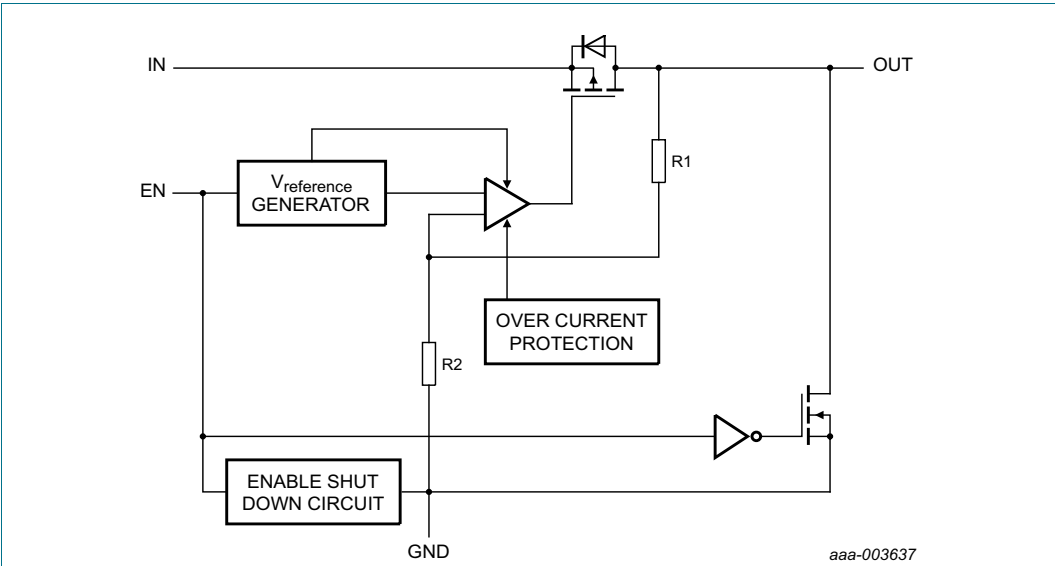 IN
OUT
R1
EN
Vreference
GENERATOR
OVER CURRENT
PROTECTION
R2
ENABLE SHUT
DOWN CIRCUIT
GND
aaa-003637